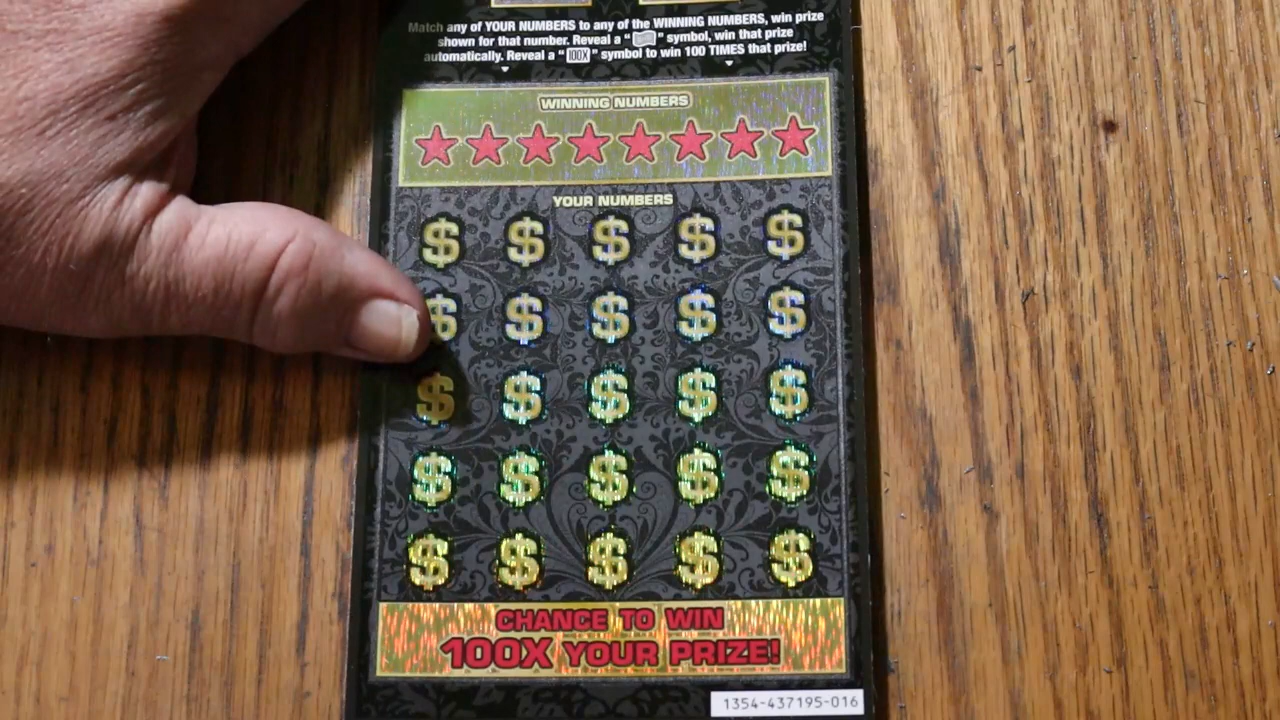 Match any of YOUR NUMBERS to any of the WINNING NUMBERS, win prize
shown for that number. Reveal a " " symbol, win that prize
automatically. Reveal a "100X" symbol to win 100 TIMES that prize!
WINNING NUMBERS
YOUR NUMBERS
$ $ $ $ $
$ $ $ $ $
$ $ $ $ $
$ $ $ $ $
$ $ $ $ $
CHANCE TO WIN
100X YOUR PRIZE!
1354-437195-016